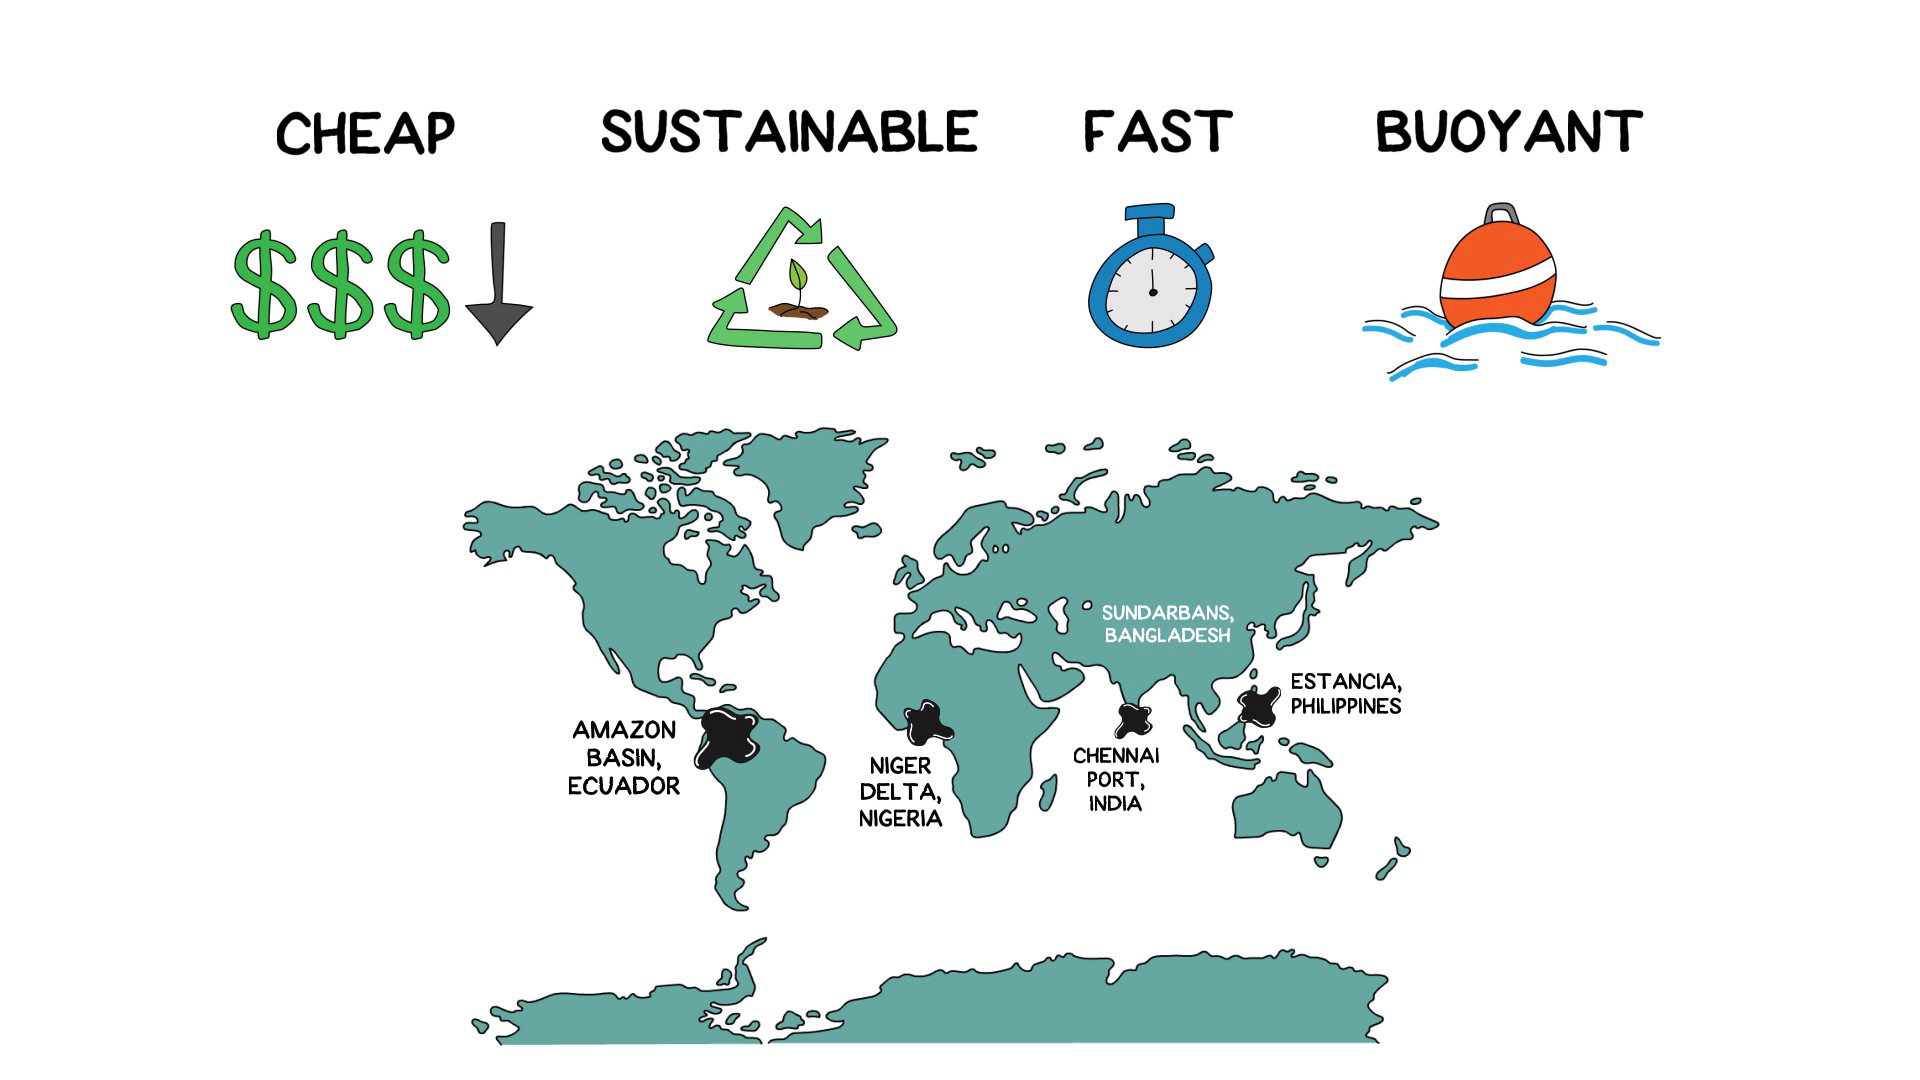 CHEAP
SUSTAINABLE
FAST
BUOYANT
$$$
SUNDARBANS,
BANGLADESH
ESTANCIA,
PHILIPPINES
AMAZON
BASIN,
ECUADOR
NIGER
DELTA,
NIGERIA
CHENNAI
PORT,
INDIA